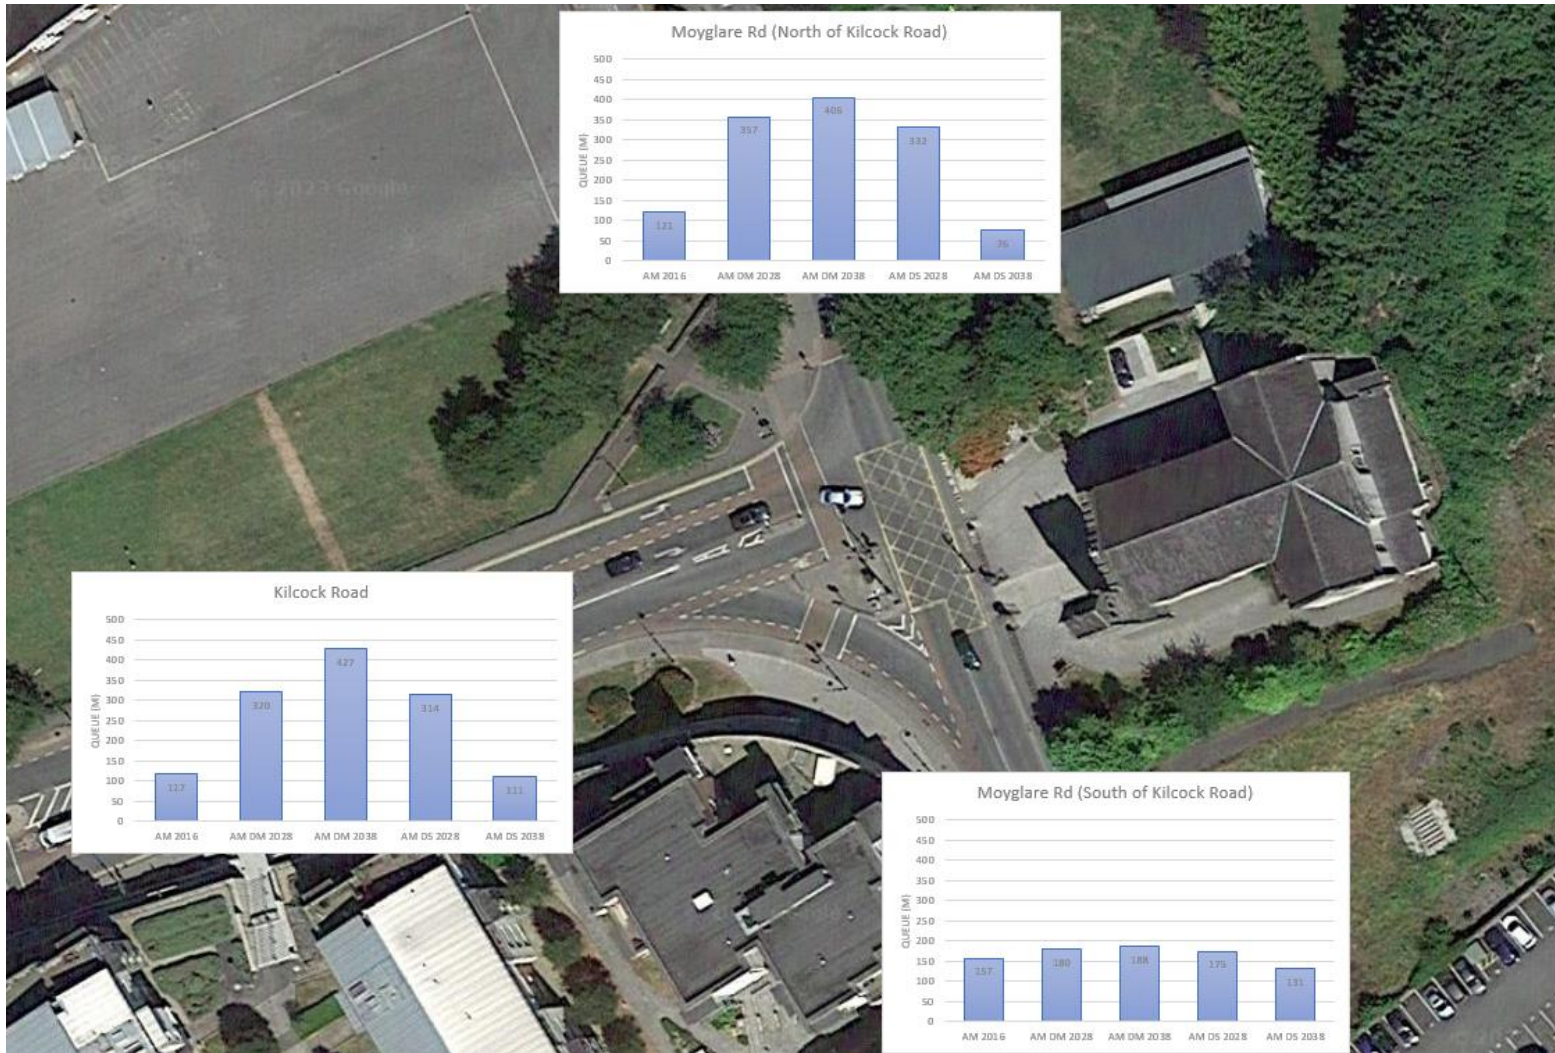 Moyglare Rd (North of Kilcock Road)
QUEUE (M)
500
450
400
350
300
250
200
150
100
50
0
121
357
406
332
76
AM 2016
AM DM 2028
AM DM 2038
AM DS 2028
AM DS 2038
Google
Kilcock Road
QUEUE (M)
500
450
400
350
300
250
200
150
100
50
0
117
320
427
314
111
AM 2016
AM DM 2028
AM DM 2038
AM DS 2028
AM DS 2038
Moyglare Rd (South of Kilcock Road)
QUEUE (M)
500
450
400
350
300
250
200
150
100
50
0
157
180
188
175
131
AM 2016
AM DM 2028
AM DM 2038
AM DS 2028
AM DS 2038